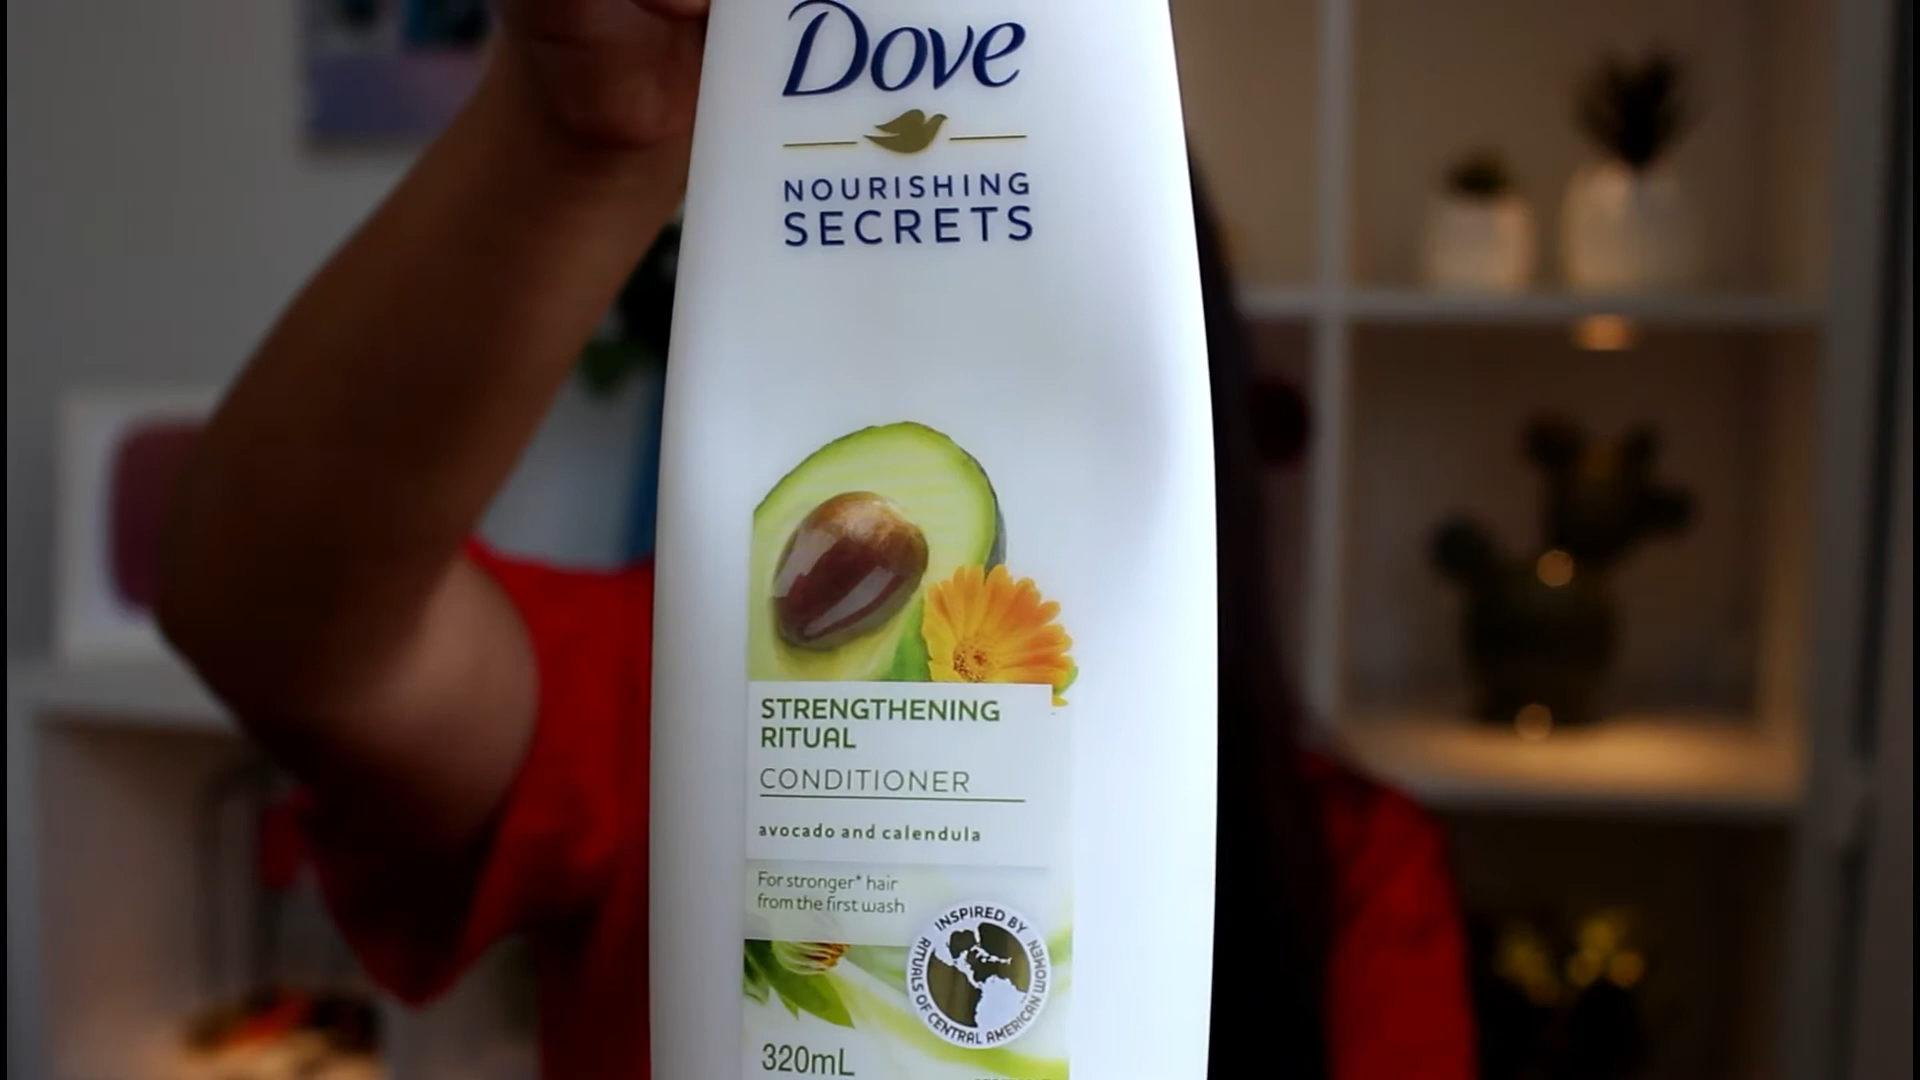 Dove
NOURISHING
SECRETS
STRENGTHENING
RITUAL
CONDITIONER
avocado and calendula
For stronger* hair
from the first wash
INSPIRED BY
RITUALS OF CENTRAL AMERICAN WOMEN
320mL